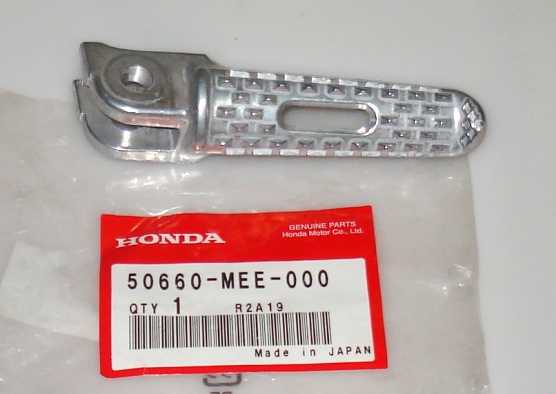 HONDA
GENUINE PARTS
Honda Motor Co., Ltd.
50660-MEE-000
QTY 1 R2A19
Made in JAPAN